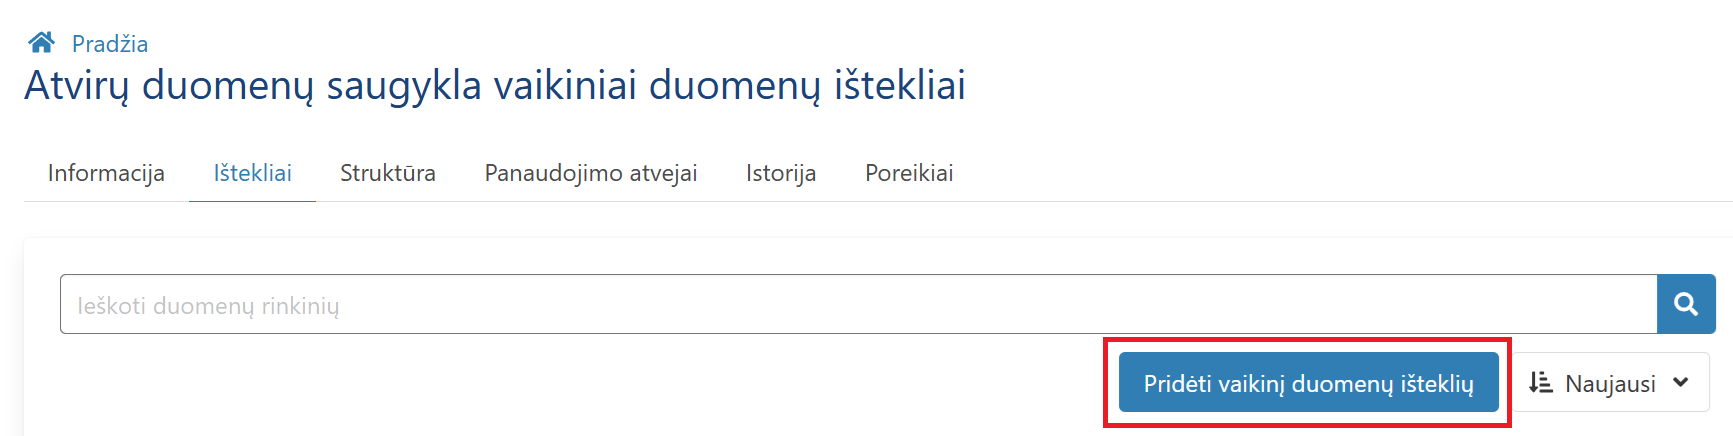 Pradžia
Atvirų duomenų saugykla vaikiniai duomenų ištekliai
Informacija Ištekliai Struktūra Panaudojimo atvejai Istorija Poreikiai
Ieškoti duomenų rinkinių
Pridėti vaikinį duomenų išteklių Naujausi